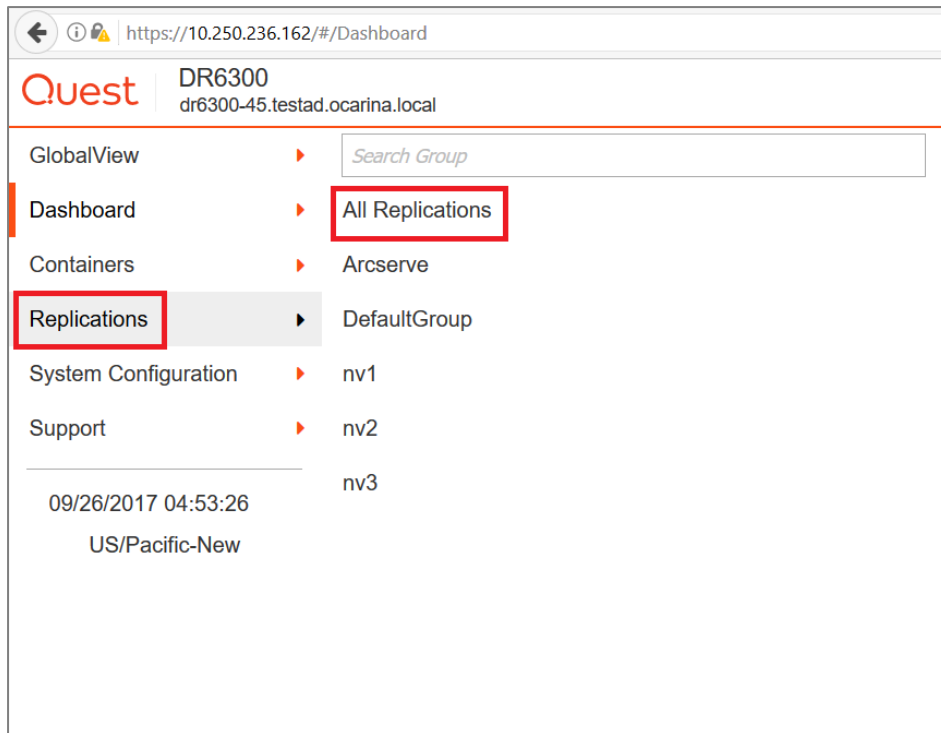 https://10.250.236.162/#/Dashboard
Quest
DR6300
dr6300-45.testad.ocarina.local
GlobalView
Dashboard
Containers
Replications
System Configuration
Support
09/26/2017 04:53:26
US/Pacific-New
Search Group
All Replications
Arcserve
DefaultGroup
nv1
nv2
nv3